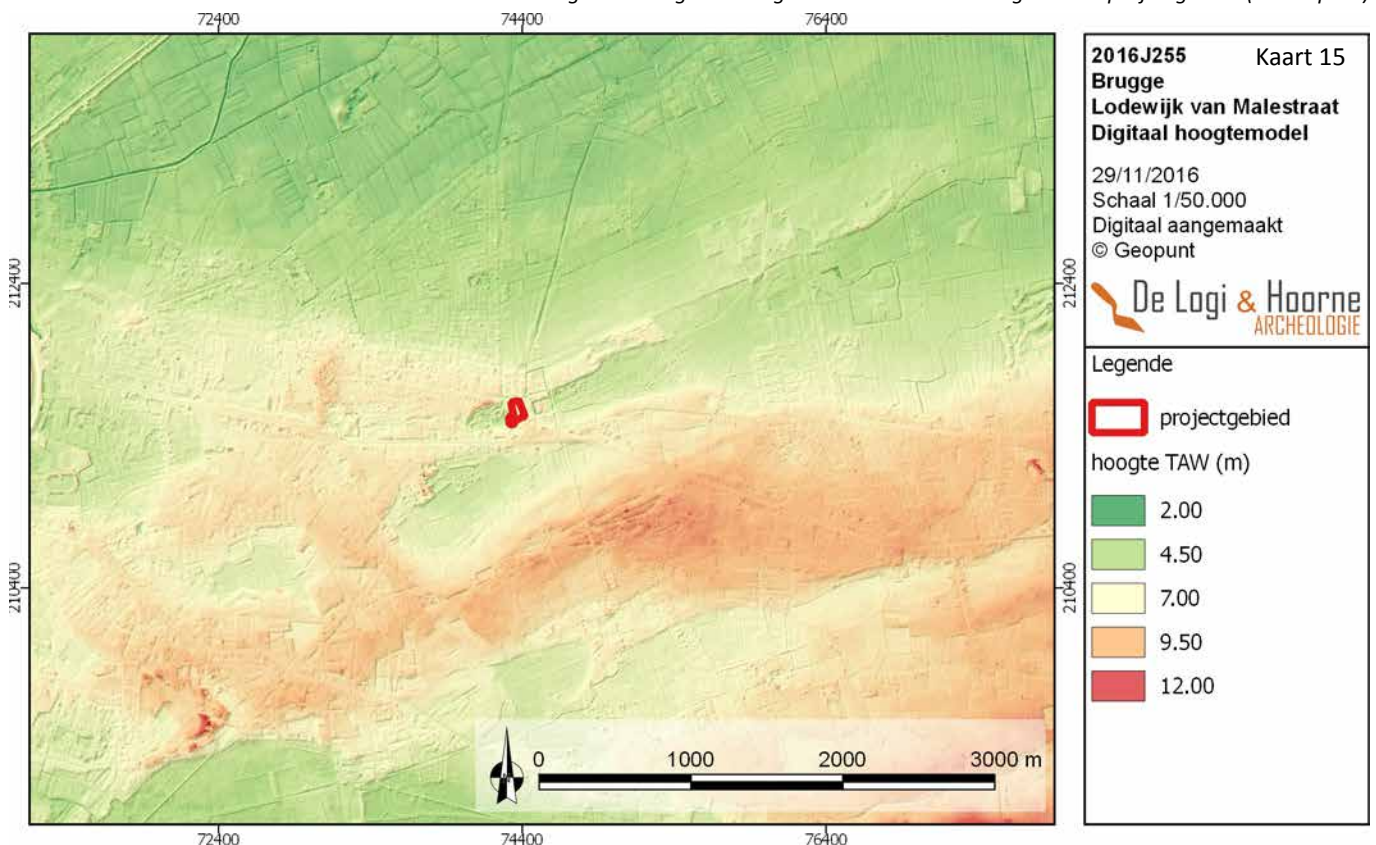 72400
74400
76400
212400
212400
210400
210400
0 1000 2000 3000 m
72400
74400
76400
2016J255 Kaart 15
Brugge
Lodewijk van Malestraat
Digitaal hoogtemodel
29/11/2016
Schaal 1/50.000
Digitaal aangemaakt
© Geopunt
De Logi & Hoorne
ARCHEOLOGIE
Legende
projectgebied
hoogte TAW (m)
2.00
4.50
7.00
9.50
12.00